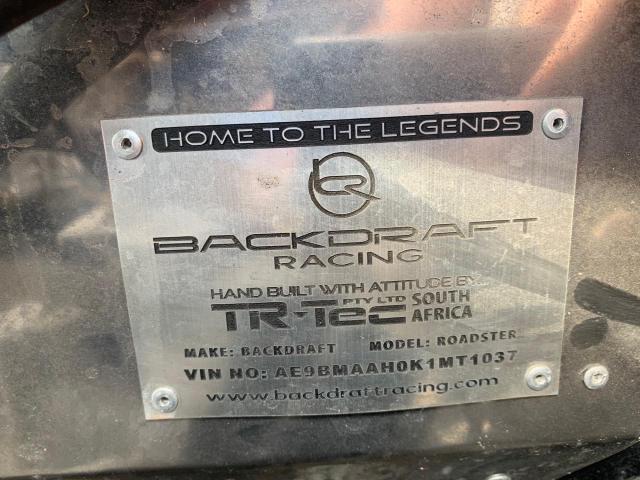 HOME TO THE LEGENDS
BACKDRAFT
RACING
HAND BUILT WITH ATTITUDE BY
TR-Tec PTY LTD SOUTH AFRICA
MAKE: BACKDRAFT MODEL: ROADSTER
VIN NO: AE9BMAAH0K1MT1037
www.backdraftracing.com